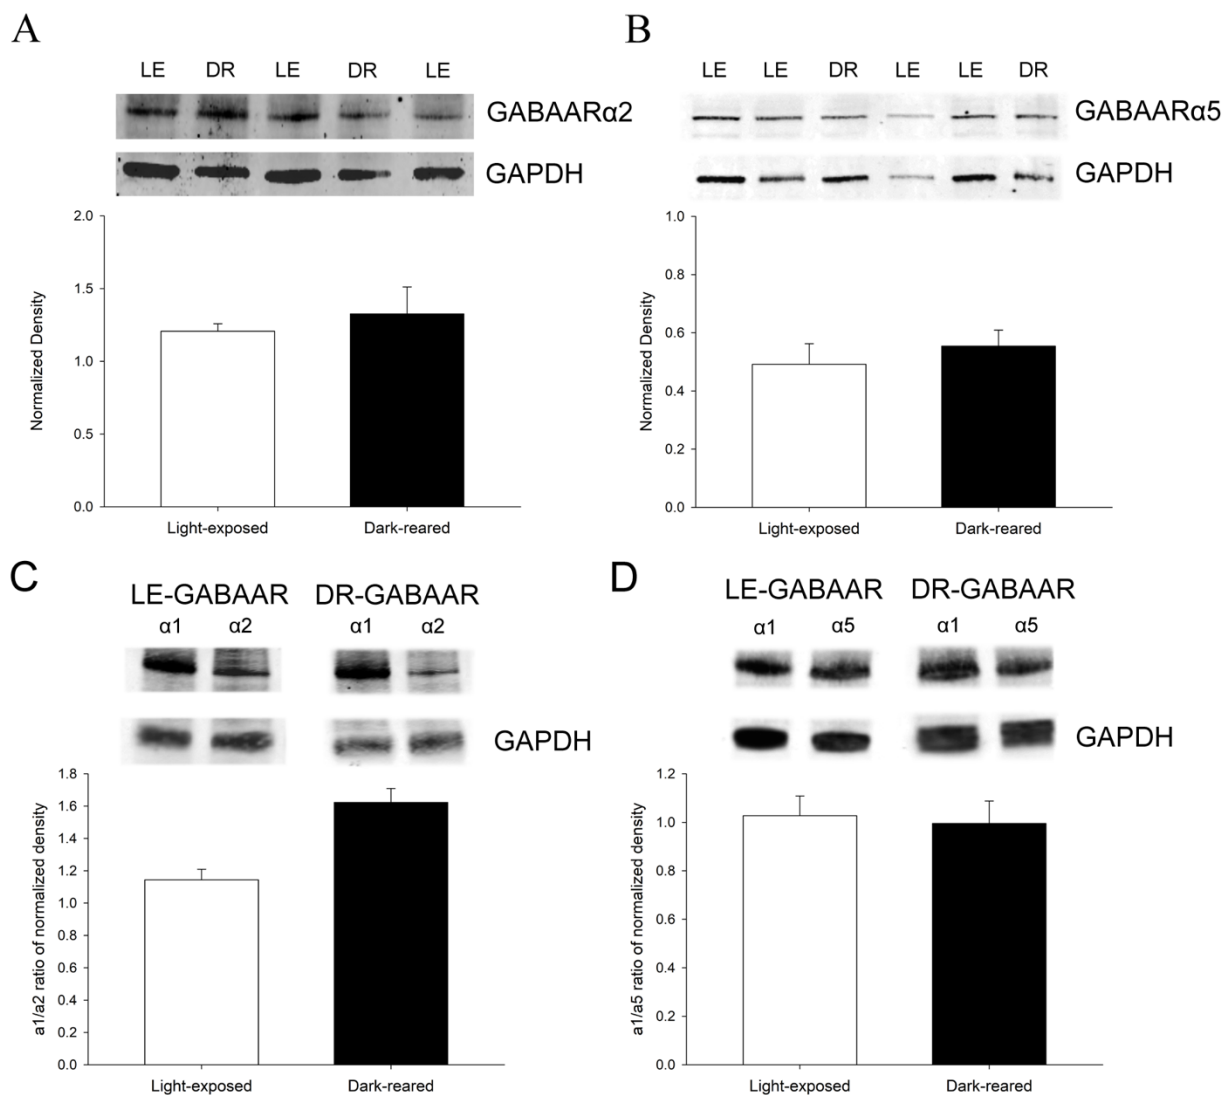 A
LE DR LE DR LE
GABAARα2
GAPDH
2.0
1.5
1.0
0.5
0.0
Normalized Density
Light-exposed Dark-reared
B
LE LE DR LE LE DR
GABAARα5
GAPDH
1.0
0.8
0.6
0.4
0.2
0.0
Normalized Density
Light-exposed Dark-reared
C
LE-GABAAR DR-GABAAR
α1 α2 α1 α2
GAPDH
1.8
1.6
1.4
1.2
1.0
0.8
0.6
0.4
0.2
0.0
a1/a2 ratio of normalized density
Light-exposed Dark-reared
D
LE-GABAAR DR-GABAAR
α1 α5 α1 α5
GAPDH
1.2
1.0
0.8
0.6
0.4
0.2
0.0
a1/a5 ratio of normalized density
Light-exposed Dark-reared